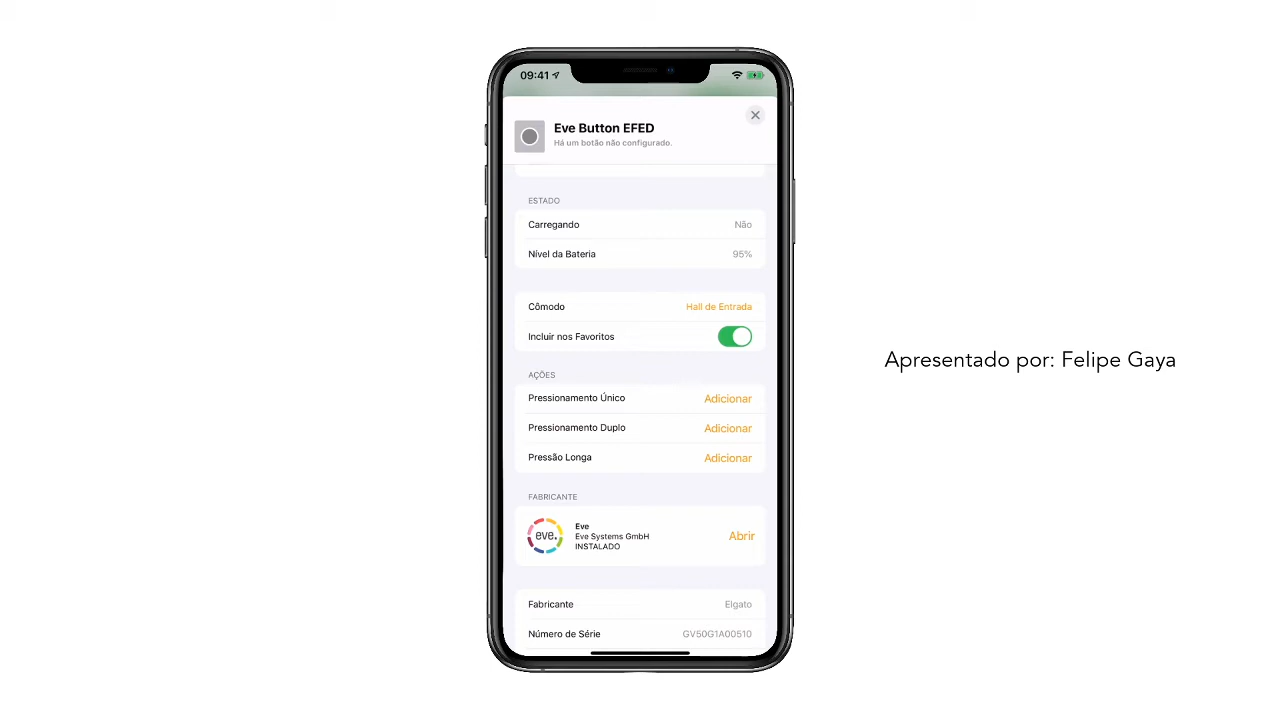 09:41
Eve Button EFED
Há um botão não configurado.
ESTADO
Carregando Não
Nível da Bateria 95%
Cômodo Hall de Entrada
Incluir nos Favoritos
Apresentado por: Felipe Gaya
AÇÕES
Pressionamento Único Adicionar
Pressionamento Duplo Adicionar
Pressão Longa Adicionar
FABRICANTE
eve.
Eve
Eve Systems GmbH
INSTALADO
Abrir
Fabricante Elgato
Número de Série GV50G1A00510